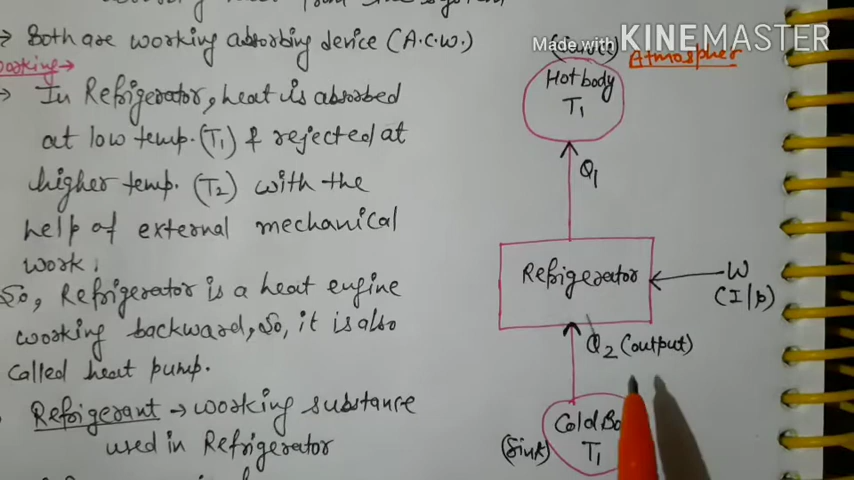 → Both are working absorbing device (A.C.W.)
working→
→ In Refrigerator, heat is absorbed
at low temp. (T1) & rejected at
higher temp. (T2) with the
help of external mechanical
work.
So, Refrigerator is a heat engine
working backward, So, it is also
called heat pump.
Refrigerant → working substance
used in Refrigerator
Made with KINEMASTER
Atmospher
Hot body
T1
Q1
Refrigerator
W
(I/p)
Q2 (output)
Cold Bo
(Sink)
T1